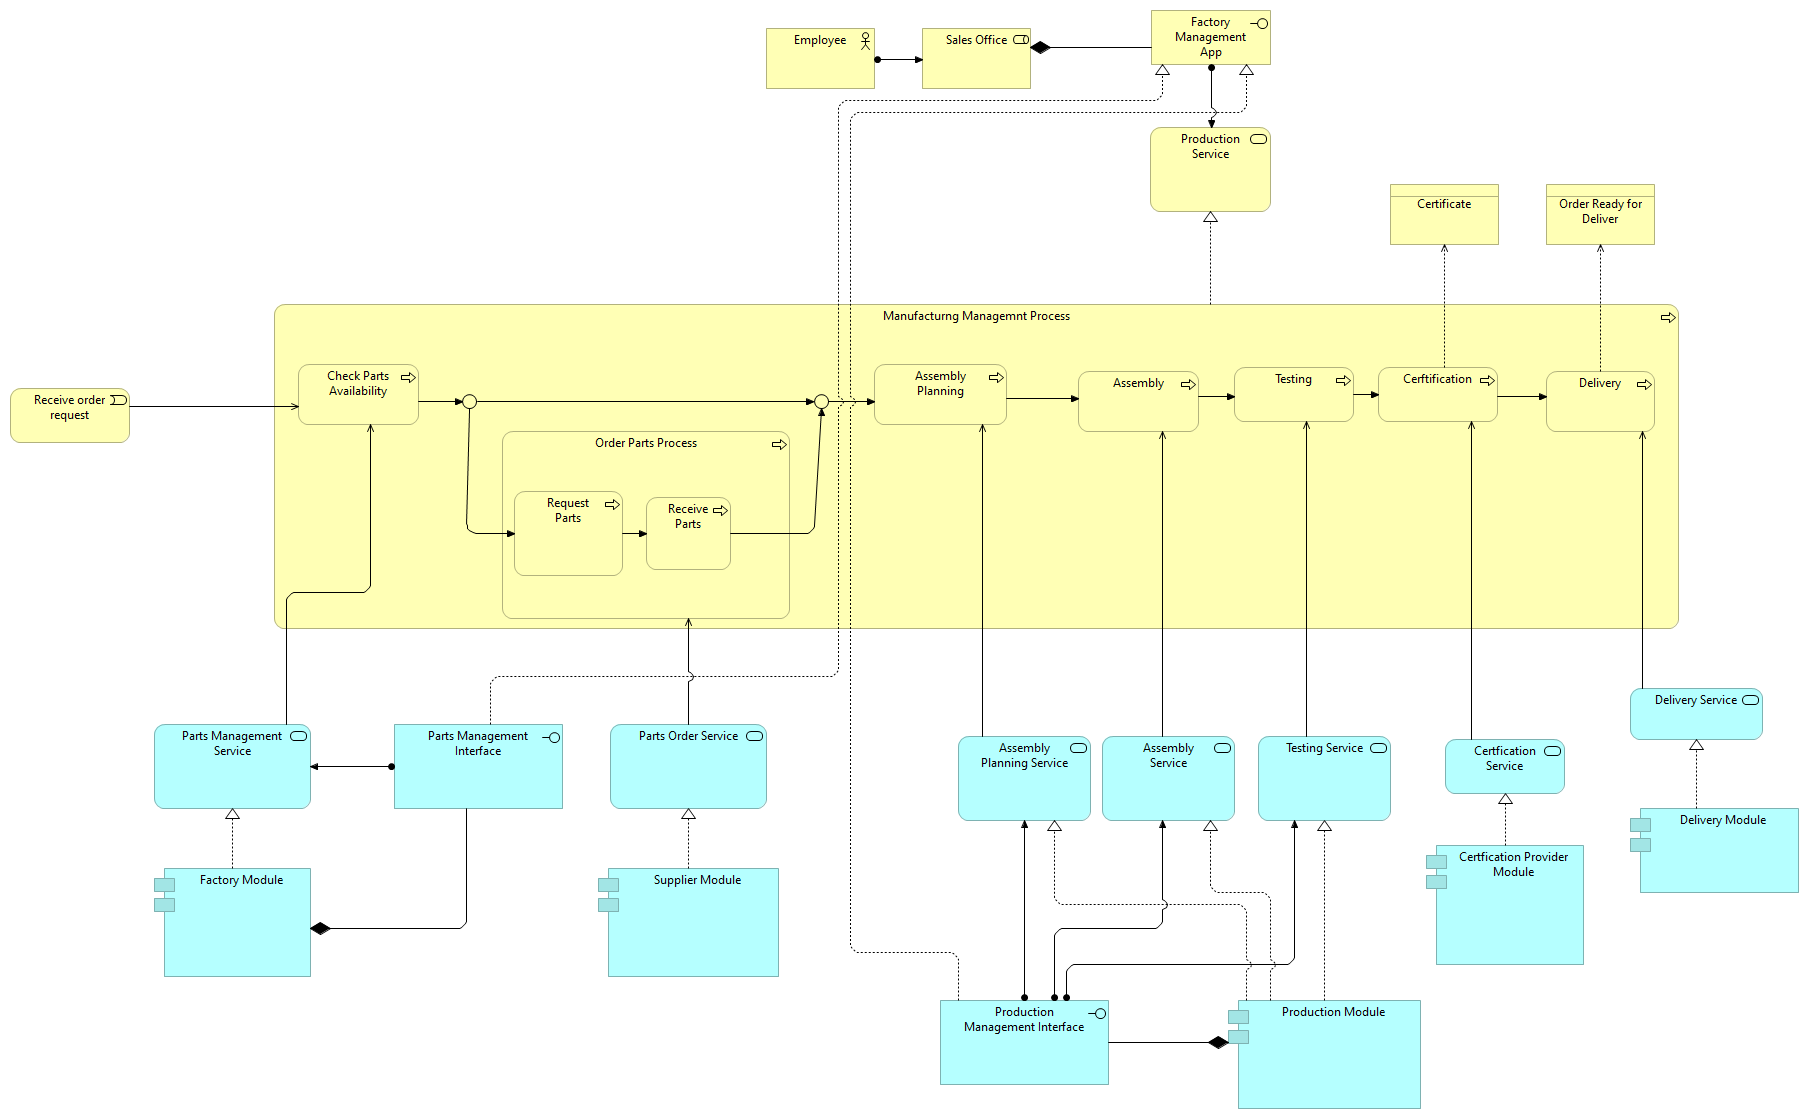 Employee
Sales Office
Factory
Management
App
Production
Service
Certificate
Order Ready for
Deliver
Manufacturng Managemnt Process
Receive order
request
Check Parts
Availability
Assembly
Planning
Assembly
Testing
Cerftification
Delivery
Order Parts Process
Request
Parts
Receive
Parts
Parts Management
Service
Parts Management
Interface
Parts Order Service
Assembly
Planning Service
Assembly
Service
Testing Service
Certfication
Service
Delivery Service
Factory Module
Supplier Module
Certfication Provider
Module
Delivery Module
Production
Management Interface
Production Module